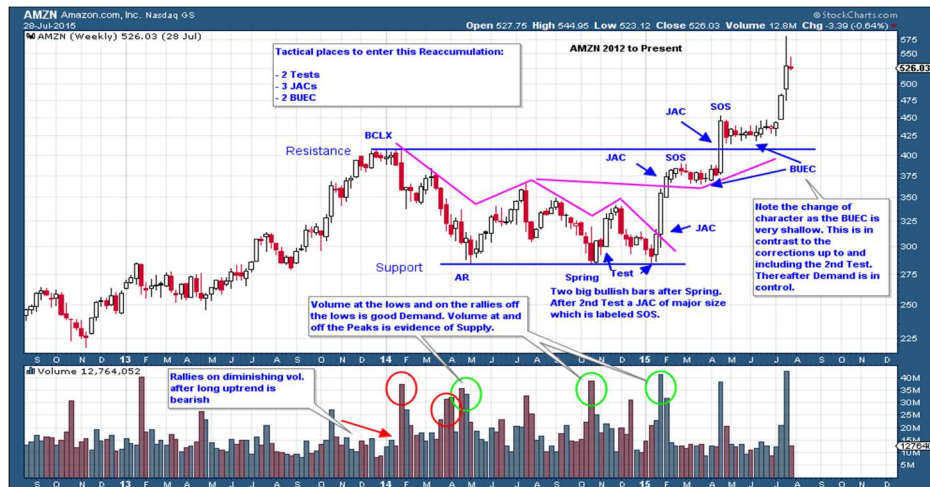 AMZN Amazon.com, Inc. Nasdaq GS
© StockCharts.com
28-Jul-2015
Open 527.75 High 544.95 Low 523.12 Close 526.03 Volume 12.8M Chg -3.39 (-0.64%)
AMZN (Weekly) 526.03 (28 Jul)
AMZN 2012 to Present
Tactical places to enter this Reaccumulation:
- 2 Tests
- 3 JACs
- 2 BUEC
575
550
526.03
500
475
450
425
400
375
350
325
300
275
250
225
BCLX
Resistance
JAC
SOS
JAC
SOS
BUEC
JAC
Support
AR
Spring
Test
Note the change of
character as the BUEC is
very shallow. This is in
contrast to the
corrections up to and
including the 2nd Test.
Thereafter Demand is in
control.
Two big bullish bars after Spring.
After 2nd Test a JAC of major size
which is labeled SOS.
Volume at the lows and on the rallies off
the lows is good Demand. Volume at and
off the Peaks is evidence of Supply.
S O N D 13 F M A M J J A S O N D 14 F M A M J J A S O N D 15 F M A M J J A
Volume 12,764,052
Rallies on diminishing vol.
after long uptrend is
bearish
40M
35M
30M
25M
20M
15M
127640
10M
5M
S O N D 13 F M A M J J A S O N D 14 F M A M J J A S O N D 15 F M A M J J A